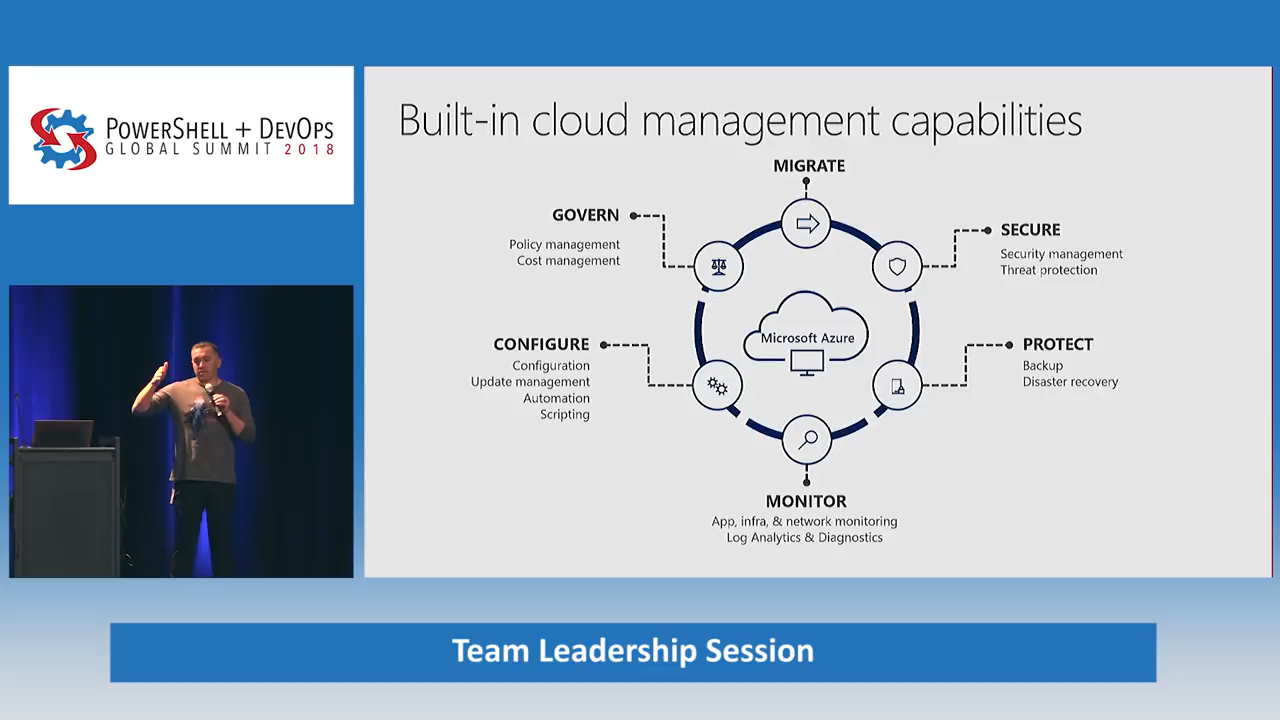 POWERSHELL + DEVOPS
GLOBAL SUMMIT 2018
Built-in cloud management capabilities
MIGRATE
GOVERN
Policy management
Cost management
SECURE
Security management
Threat protection
Microsoft Azure
CONFIGURE
Configuration
Update management
Automation
Scripting
PROTECT
Backup
Disaster recovery
MONITOR
App, infra, & network monitoring
Log Analytics & Diagnostics
Team Leadership Session